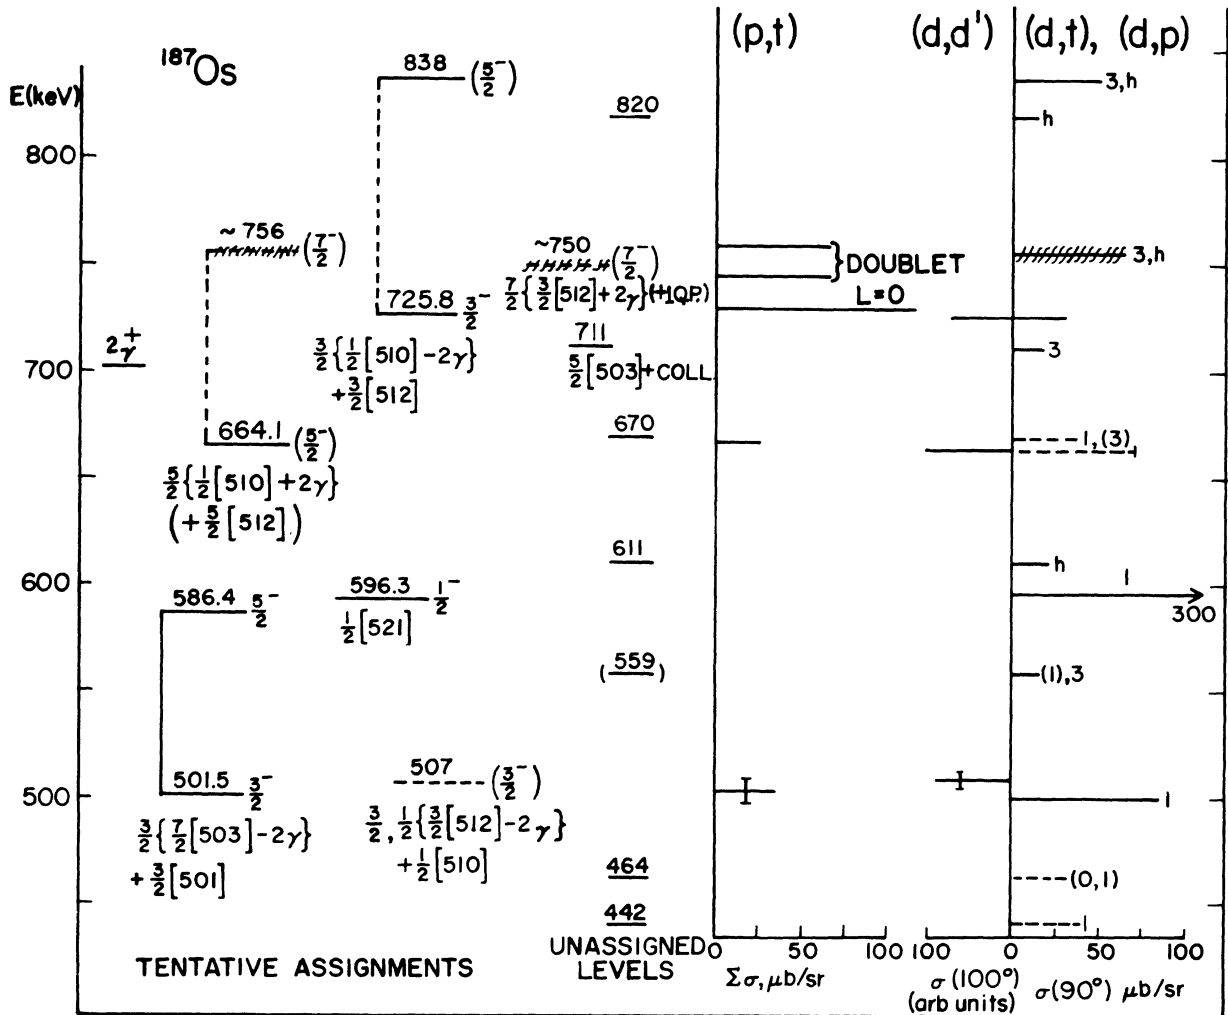 ¹⁸⁷Os
(p,t)
(d,d')
(d,t), (d,p)
E(keV)
800
700
600
500
2⁺γ
838 (5/2⁻)
820
~756 (7/2⁻)
~750 (7/2⁻)
7/2{3/2[512]+2γ}(+1Q.P.)
725.8 3/2⁻
3/2{1/2[510]−2γ}
+3/2[512]
711
5/2[503]+COLL.
664.1 (5/2⁻)
5/2{1/2[510]+2γ}
(+5/2[512])
670
611
586.4 5/2⁻
596.3 1/2⁻
1/2[521]
(559)
501.5 3/2⁻
3/2{7/2[503]−2γ}
+3/2[501]
507 (3/2⁻)
3/2, 1/2{3/2[512]−2γ}
+1/2[510]
464
442
TENTATIVE ASSIGNMENTS
UNASSIGNED
LEVELS
} DOUBLET
L=0
0 50 100
Σσ, μb/sr
100 0
σ(100°)
(arb units)
3,h
h
3,h
3
1,(3)
1
h
1
300
(1),3
1
(0,1)
1
50 100
σ(90°) μb/sr